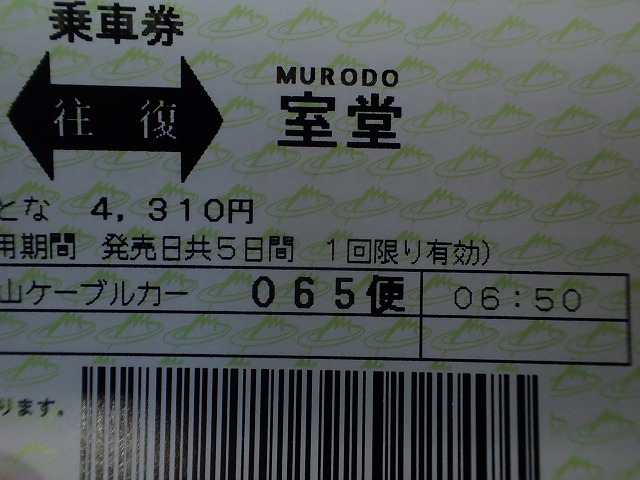 乗車券
往復
MURODO
室堂
とな 4,310円
用期間 発売日共5日間 1回限り有効)
山ケーブルカー 065便 06:50
ります。